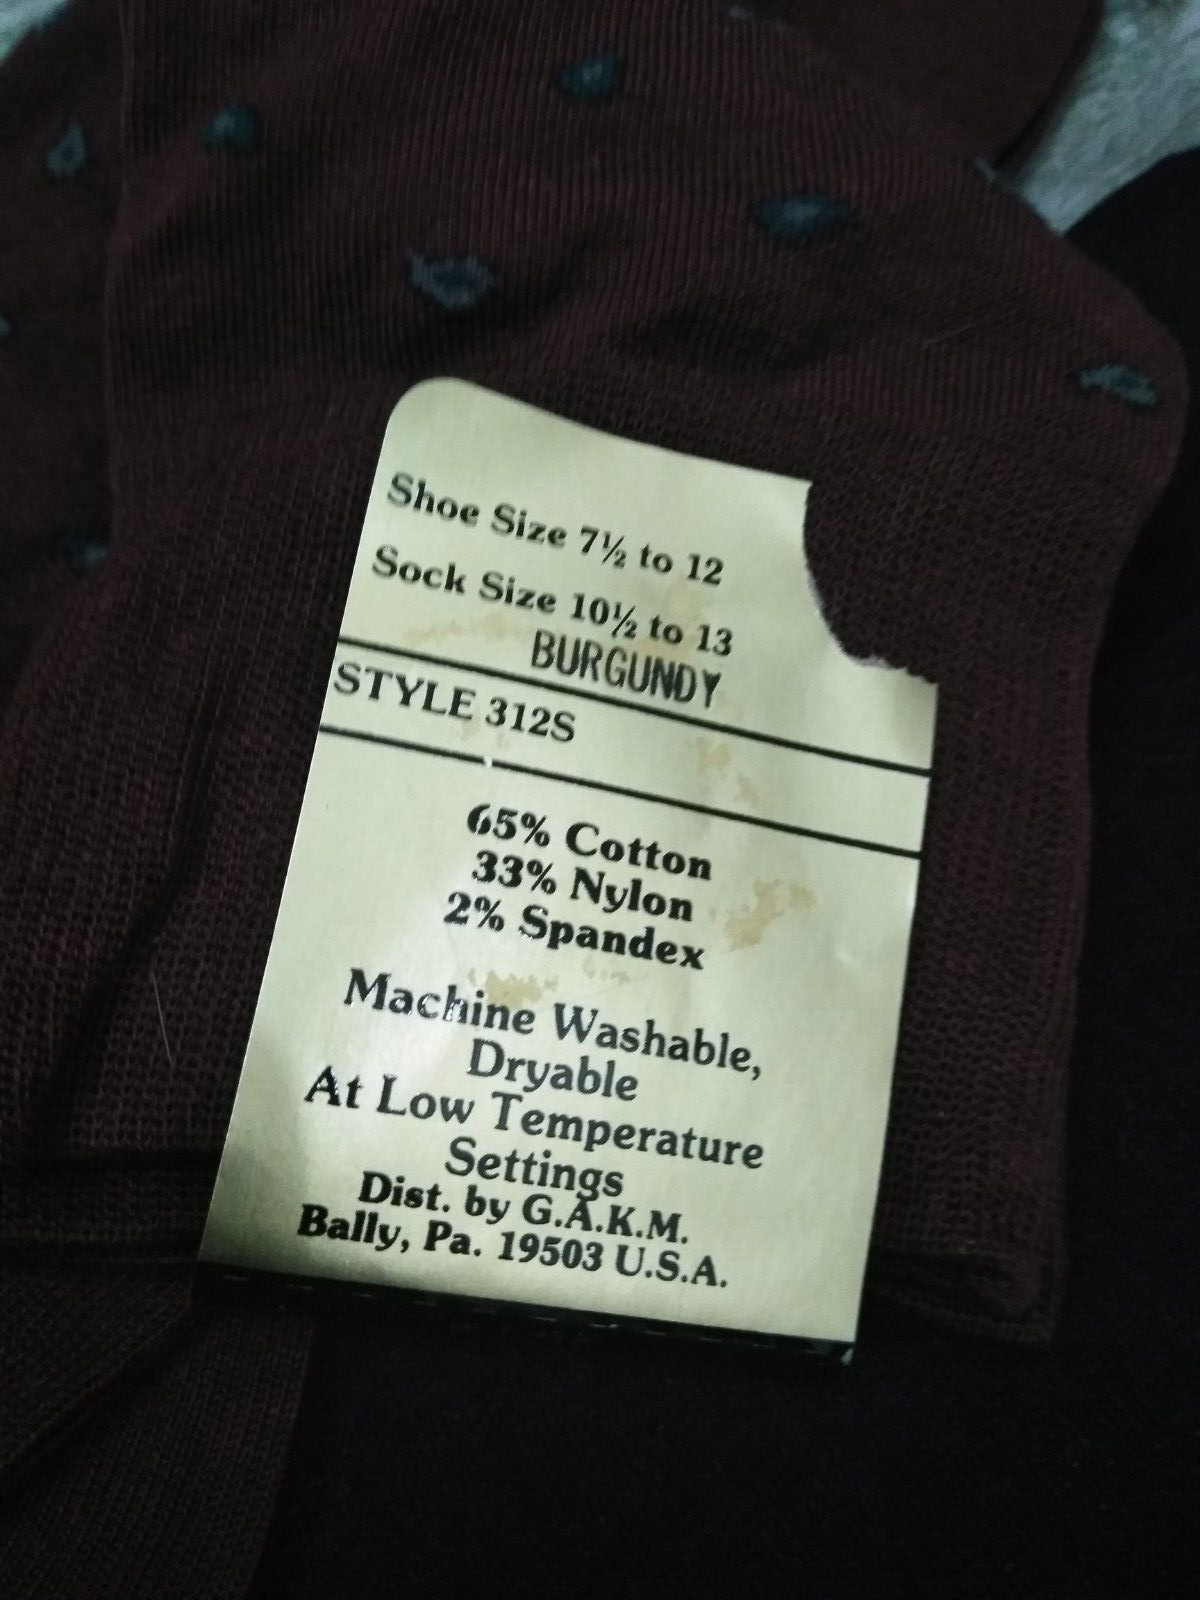 Shoe Size 7½ to 12
Sock Size 10½ to 13
BURGUNDY
STYLE 312S
65% Cotton
33% Nylon
2% Spandex
Machine Washable,
Dryable
At Low Temperature
Settings
Dist. by G.A.K.M.
Bally, Pa. 19503 U.S.A.